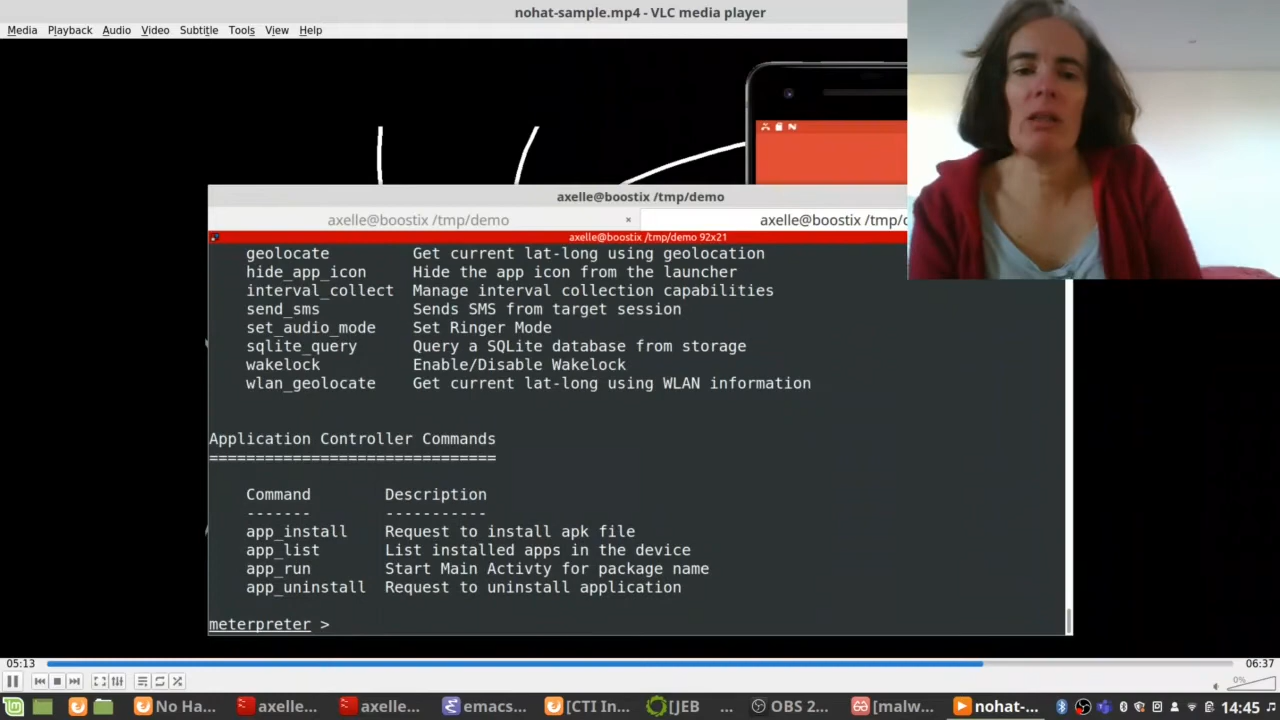 nohat-sample.mp4 - VLC media player
Media Playback Audio Video Subtitle Tools View Help
axelle@boostix /tmp/demo
axelle@boostix /tmp/demo × axelle@boostix /tmp/d
axelle@boostix /tmp/demo 92x21
geolocate Get current lat-long using geolocation
hide_app_icon Hide the app icon from the launcher
interval_collect Manage interval collection capabilities
send_sms Sends SMS from target session
set_audio_mode Set Ringer Mode
sqlite_query Query a SQLite database from storage
wakelock Enable/Disable Wakelock
wlan_geolocate Get current lat-long using WLAN information
Application Controller Commands
===============================
Command Description
------- -----------
app_install Request to install apk file
app_list List installed apps in the device
app_run Start Main Activty for package name
app_uninstall Request to uninstall application
meterpreter >
05:13 06:37
0%
No Ha... axelle... axelle... emacs... [CTI In... [JEB OBS 2... [malw... nohat-... 14:45